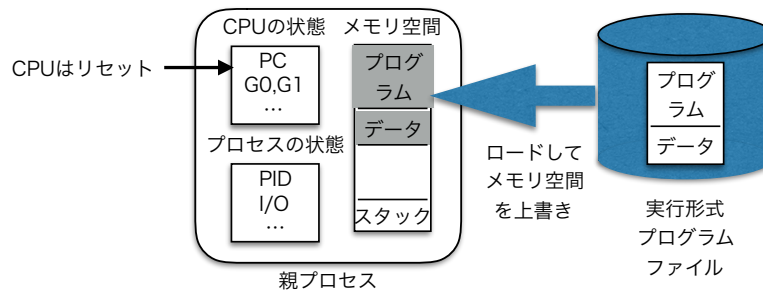 CPUの状態
メモリ空間
CPUはリセット
PC
G0,G1
…
プログ
ラム
データ
スタック
プロセスの状態
PID
I/O
…
親プロセス
ロードして
メモリ空間
を上書き
プログ
ラム
データ
実行形式
プログラム
ファイル